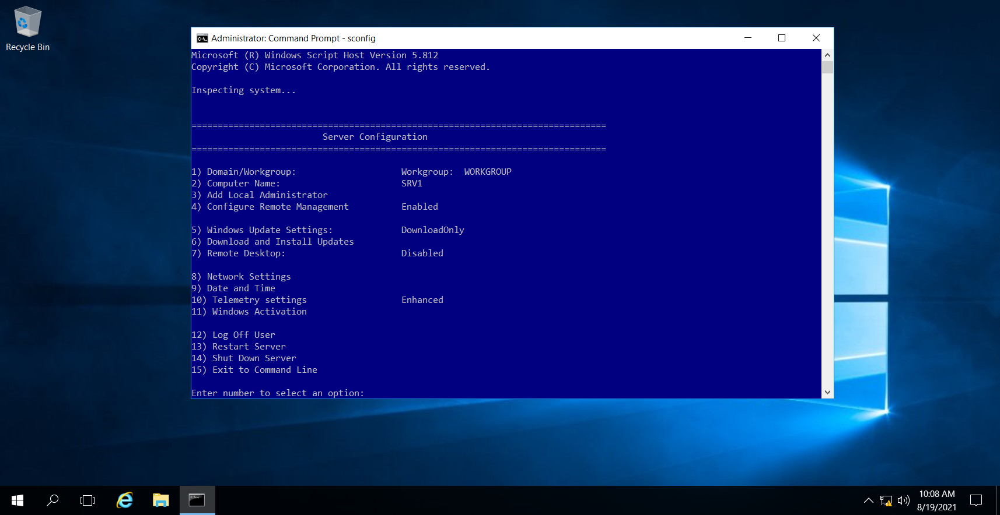 Recycle Bin
Administrator: Command Prompt - sconfig
Microsoft (R) Windows Script Host Version 5.812
Copyright (C) Microsoft Corporation. All rights reserved.
Inspecting system...
===============================================================================
Server Configuration
===============================================================================
1) Domain/Workgroup: Workgroup: WORKGROUP
2) Computer Name: SRV1
3) Add Local Administrator
4) Configure Remote Management Enabled
5) Windows Update Settings: DownloadOnly
6) Download and Install Updates
7) Remote Desktop: Disabled
8) Network Settings
9) Date and Time
10) Telemetry settings Enhanced
11) Windows Activation
12) Log Off User
13) Restart Server
14) Shut Down Server
15) Exit to Command Line
Enter number to select an option:
10:08 AM
8/19/2021